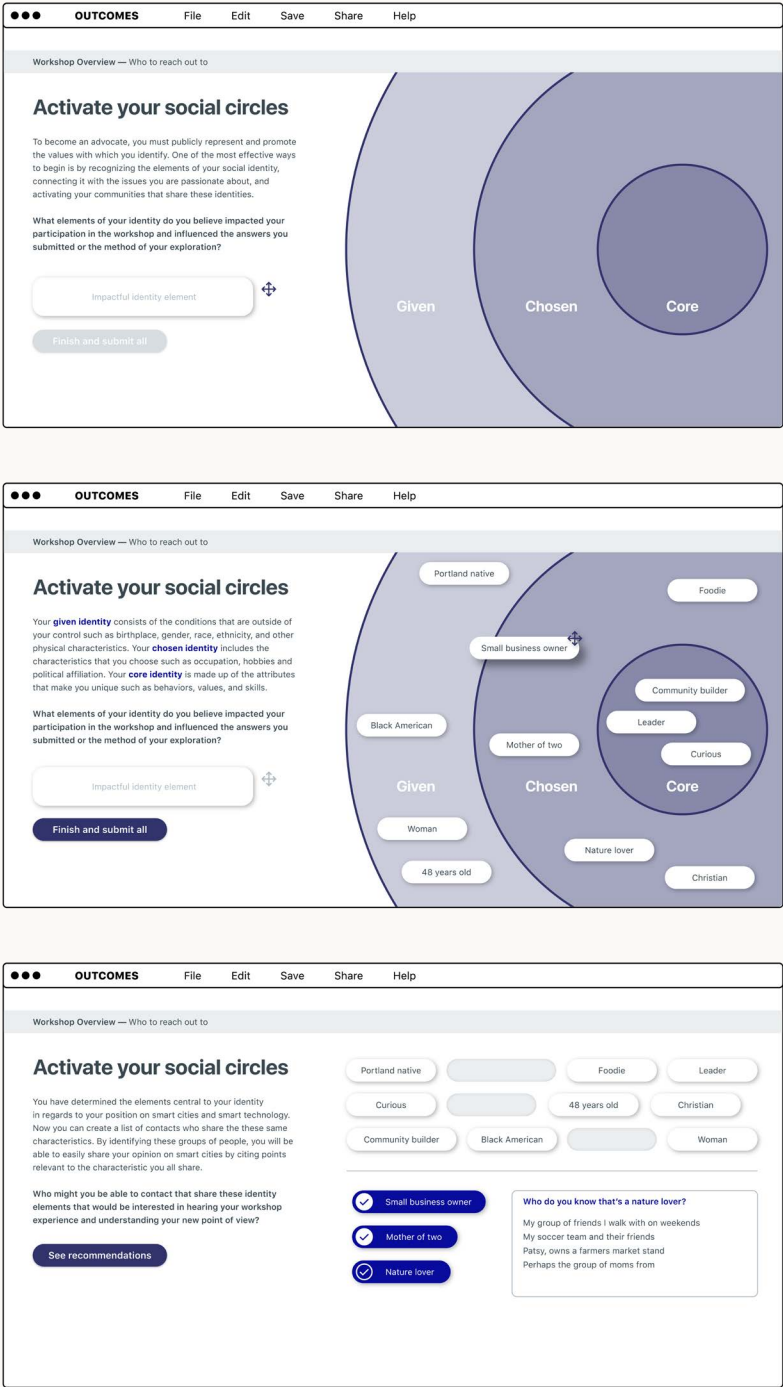 OUTCOMES File Edit Save Share Help
Workshop Overview — Who to reach out to
Activate your social circles
To become an advocate, you must publicly represent and promote
the values with which you identify. One of the most effective ways
to begin is by recognizing the elements of your social identity,
connecting it with the issues you are passionate about, and
activating your communities that share these identities.
What elements of your identity do you believe impacted your
participation in the workshop and influenced the answers you
submitted or the method of your exploration?
Impactful identity element
Finish and submit all
Given
Chosen
Core
OUTCOMES File Edit Save Share Help
Workshop Overview — Who to reach out to
Activate your social circles
Your given identity consists of the conditions that are outside of
your control such as birthplace, gender, race, ethnicity, and other
physical characteristics. Your chosen identity includes the
characteristics that you choose such as occupation, hobbies and
political affiliation. Your core identity is made up of the attributes
that make you unique such as behaviors, values, and skills.
What elements of your identity do you believe impacted your
participation in the workshop and influenced the answers you
submitted or the method of your exploration?
Impactful identity element
Finish and submit all
Portland native
Foodie
Small business owner
Community builder
Leader
Black American
Mother of two
Curious
Given
Chosen
Core
Woman
Nature lover
48 years old
Christian
OUTCOMES File Edit Save Share Help
Workshop Overview — Who to reach out to
Activate your social circles
You have determined the elements central to your identity
in regards to your position on smart cities and smart technology.
Now you can create a list of contacts who share the these same
characteristics. By identifying these groups of people, you will be
able to easily share your opinion on smart cities by citing points
relevant to the characteristic you all share.
Who might you be able to contact that share these identity
elements that would be interested in hearing your workshop
experience and understanding your new point of view?
See recommendations
Portland native Foodie Leader
Curious 48 years old Christian
Community builder Black American Woman
Small business owner
Mother of two
Nature lover
Who do you know that's a nature lover?
My group of friends I walk with on weekends
My soccer team and their friends
Patsy, owns a farmers market stand
Perhaps the group of moms from